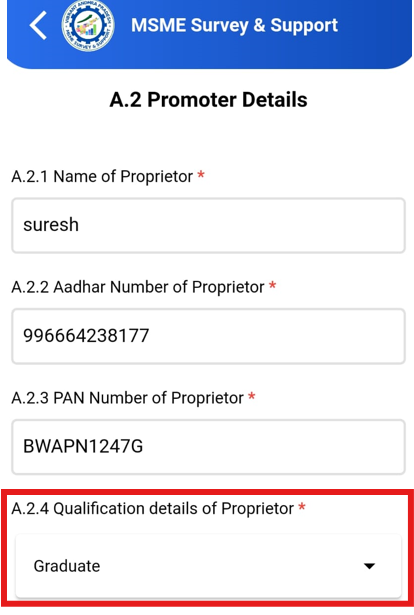 MSME Survey & Support
A.2 Promoter Details
A.2.1 Name of Proprietor *
suresh
A.2.2 Aadhar Number of Proprietor *
996664238177
A.2.3 PAN Number of Proprietor *
BWAPN1247G
A.2.4 Qualification details of Proprietor *
Graduate